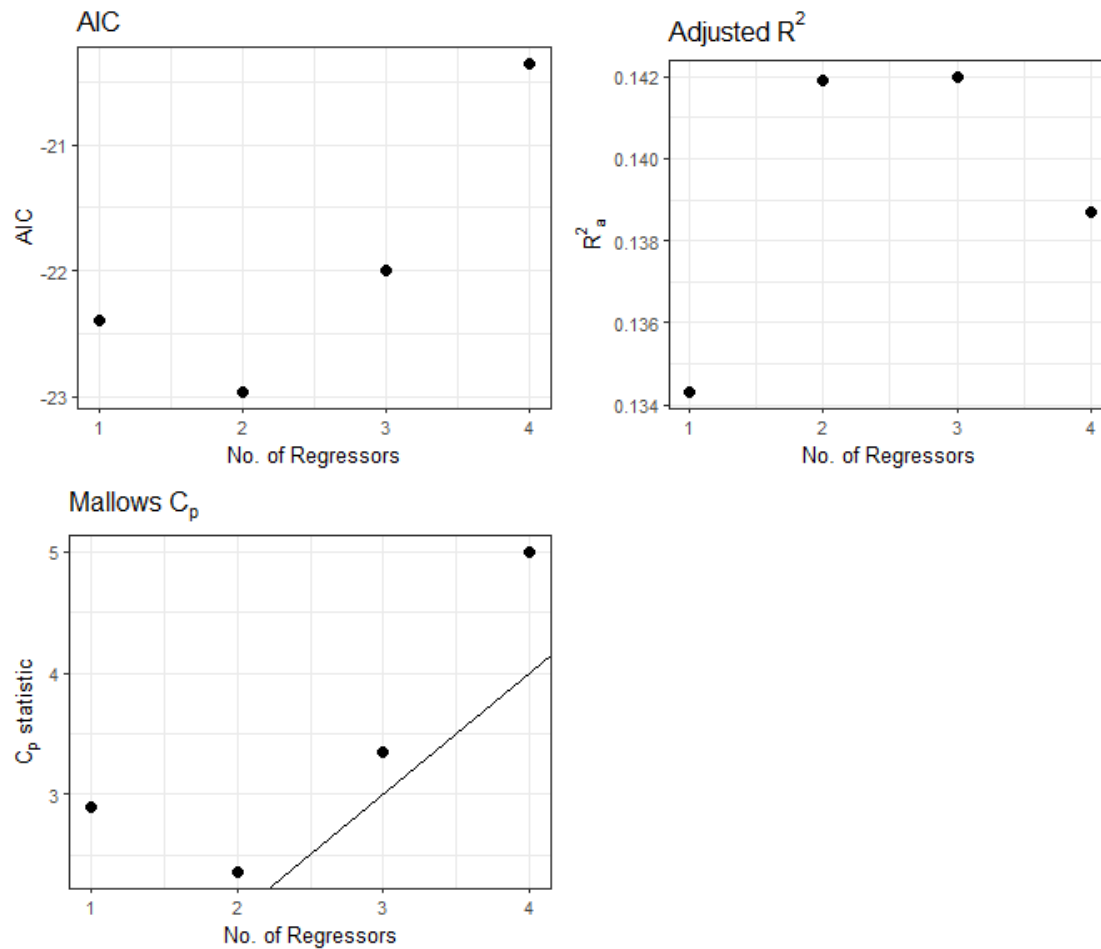 AIC
-21
-22
-23
AIC
1 2 3 4
No. of Regressors
Adjusted R²
0.142
0.140
0.138
0.136
0.134
R²ₐ
1 2 3 4
No. of Regressors
Mallows Cₚ
5
4
3
Cₚ statistic
1 2 3 4
No. of Regressors